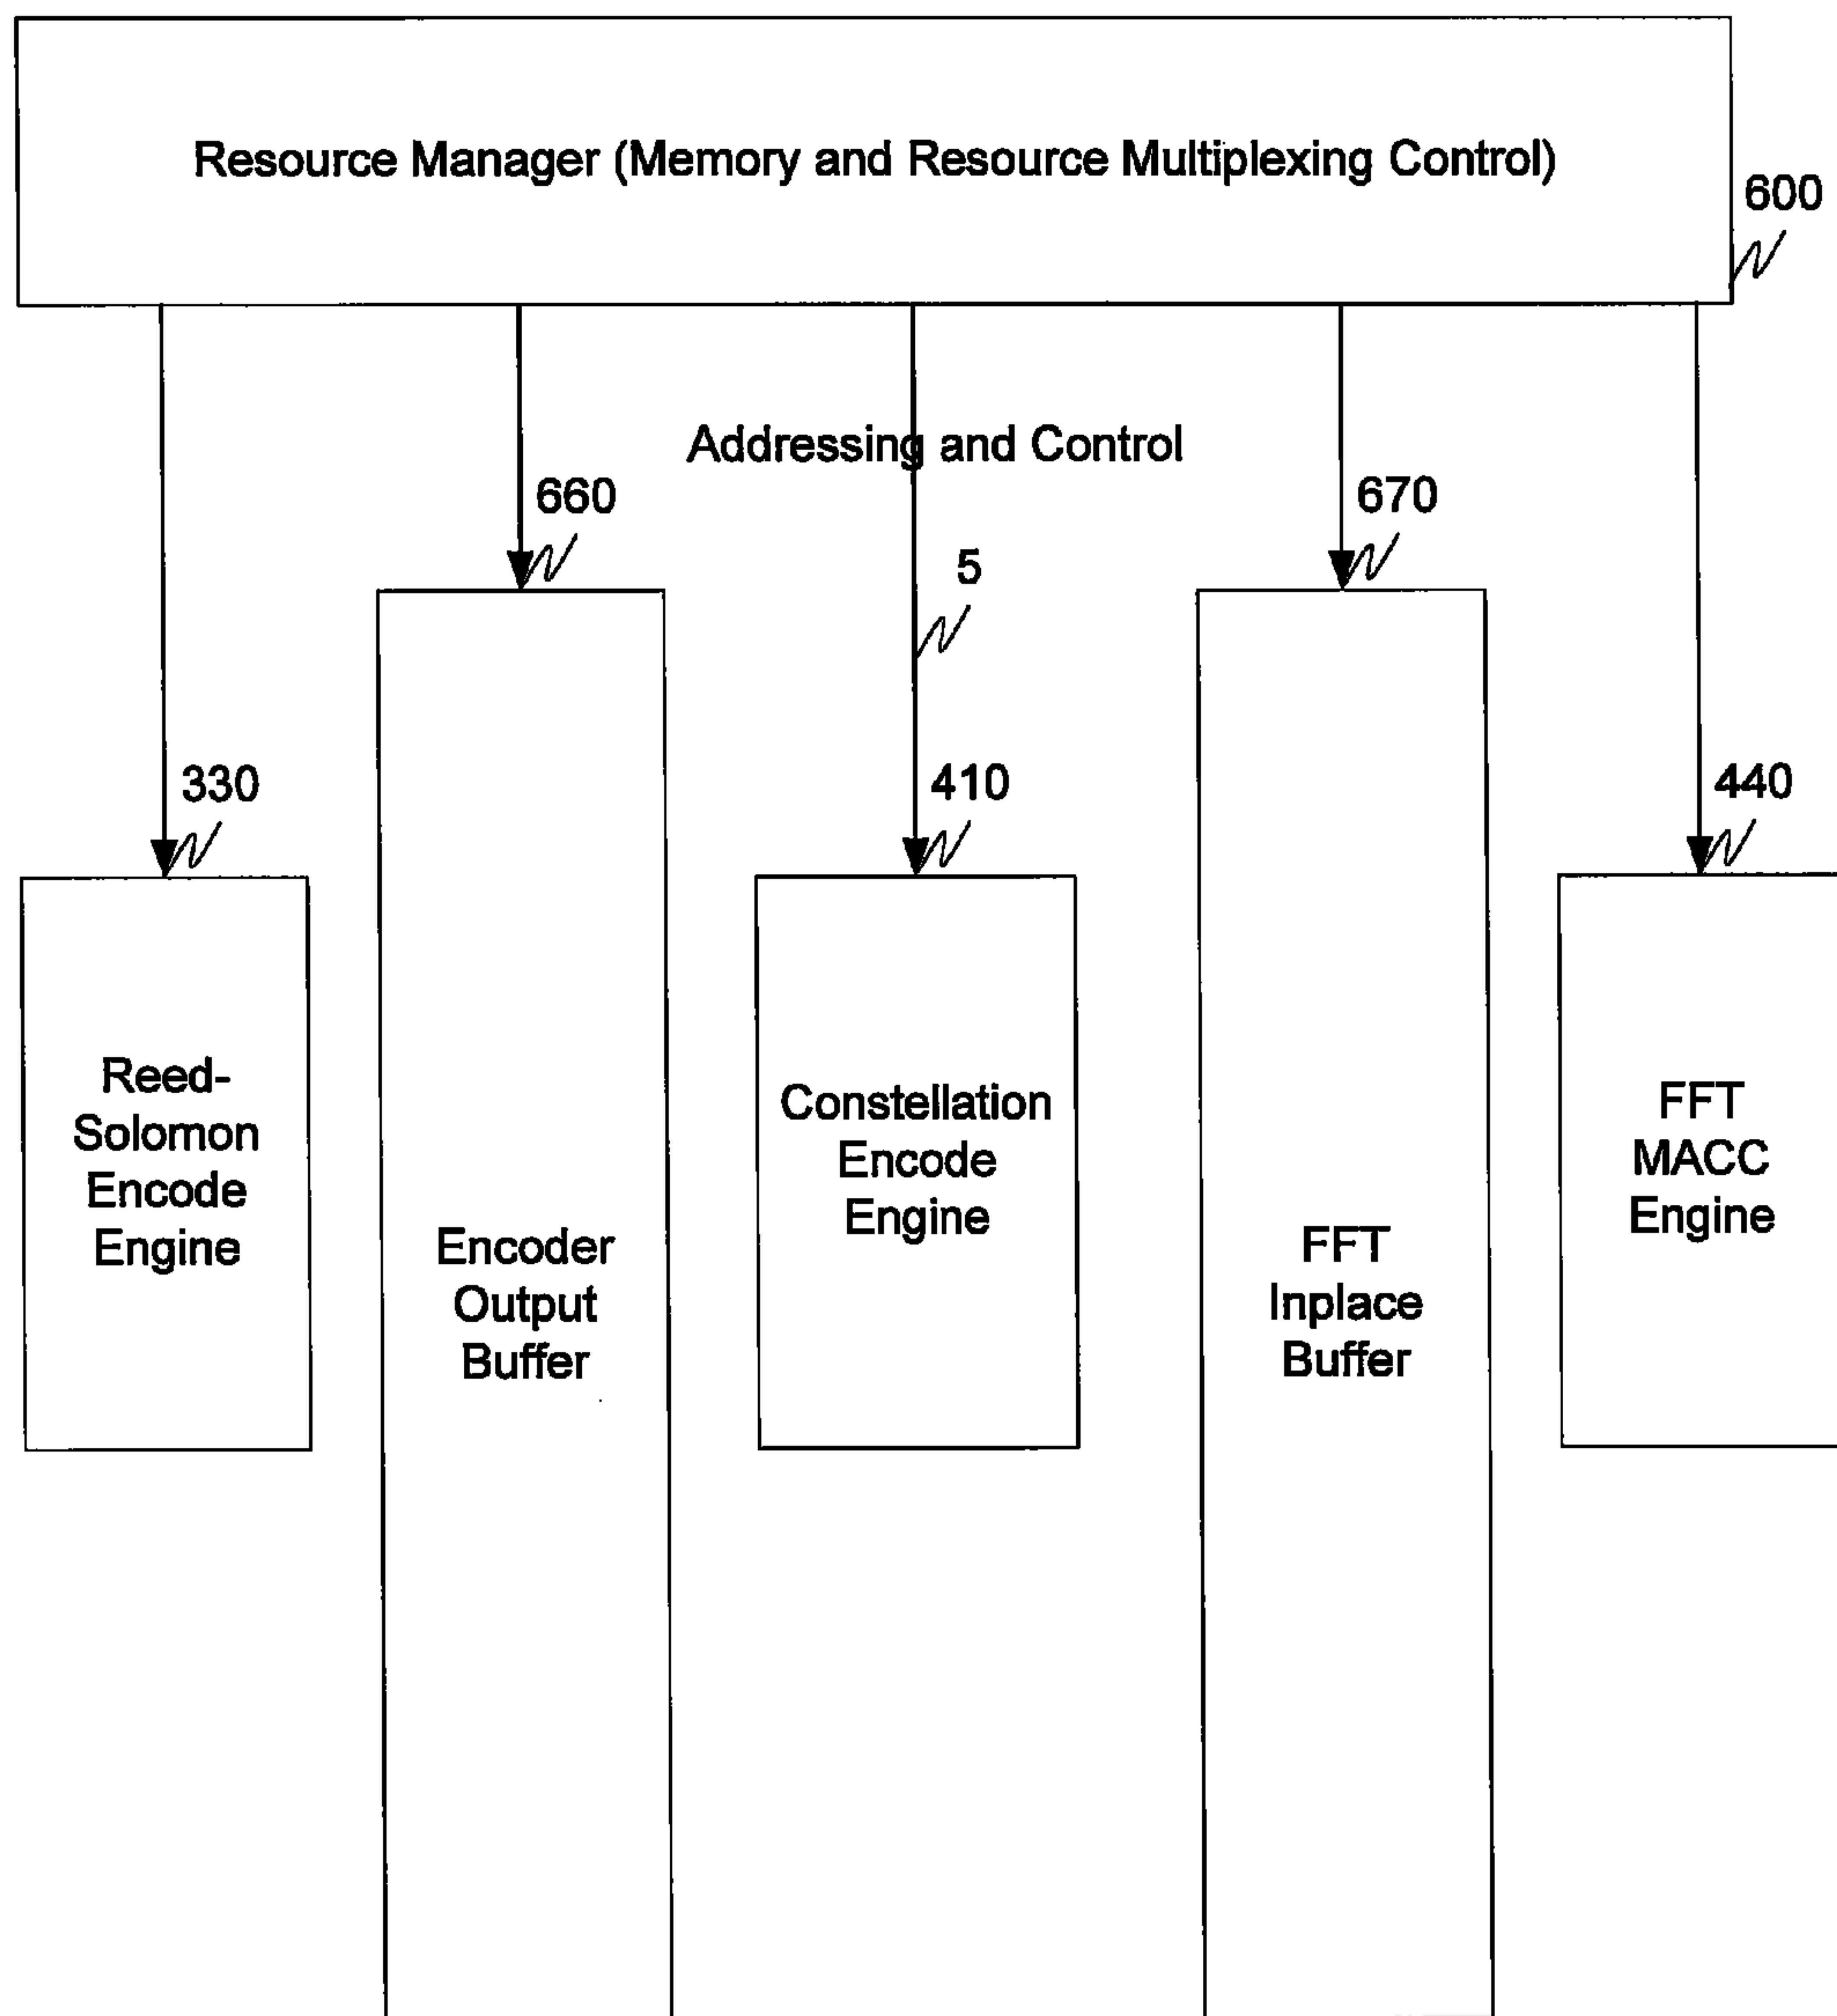 Resource Manager (Memory and Resource Multiplexing Control)
600
Addressing and Control
660
670
5
330
410
440
Reed-
Solomon
Encode
Engine
Encoder
Output
Buffer
Constellation
Encode
Engine
FFT
Inplace
Buffer
FFT
MACC
Engine